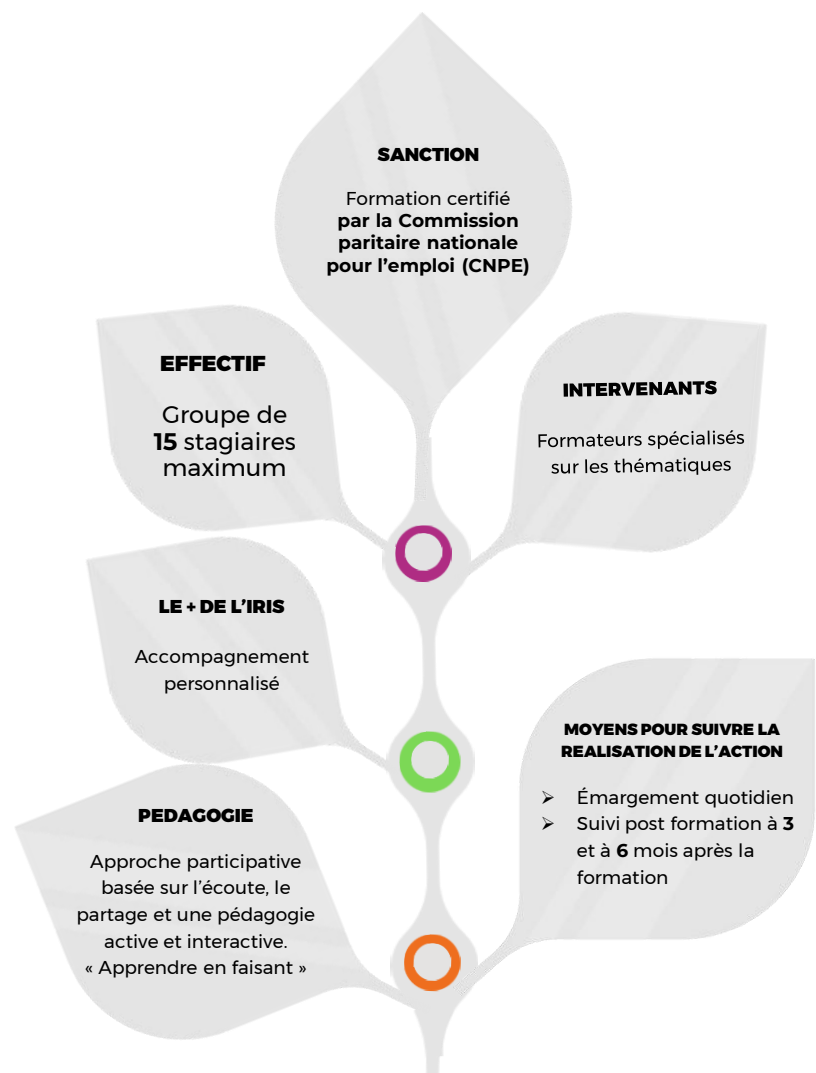 SANCTION
Formation certifié
par la Commission
paritaire nationale
pour l'emploi (CNPE)
EFFECTIF
Groupe de
15 stagiaires
maximum
INTERVENANTS
Formateurs spécialisés
sur les thématiques
LE + DE L'IRIS
Accompagnement
personnalisé
MOYENS POUR SUIVRE LA
REALISATION DE L'ACTION
➢ Émargement quotidien
➢ Suivi post formation à 3
et à 6 mois après la
formation
PEDAGOGIE
Approche participative
basée sur l'écoute, le
partage et une pédagogie
active et interactive.
« Apprendre en faisant »